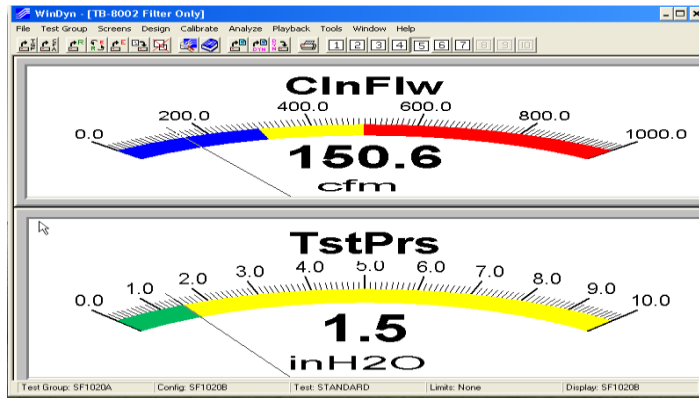 WinDyn - [TB-8002 Filter Only]
File Test Group Screens Design Calibrate Analyze Playback Tools Window Help
1 2 3 4 5 6 7 8 9 10
ClnFlw
0.0 200.0 400.0 600.0 800.0 1000.0
150.6
cfm
TstPrs
0.0 1.0 2.0 3.0 4.0 5.0 6.0 7.0 8.0 9.0 10.0
1.5
inH2O
Test Group: SF1020A Config: SF1020B Test: STANDARD Limits: None Display: SF1020B